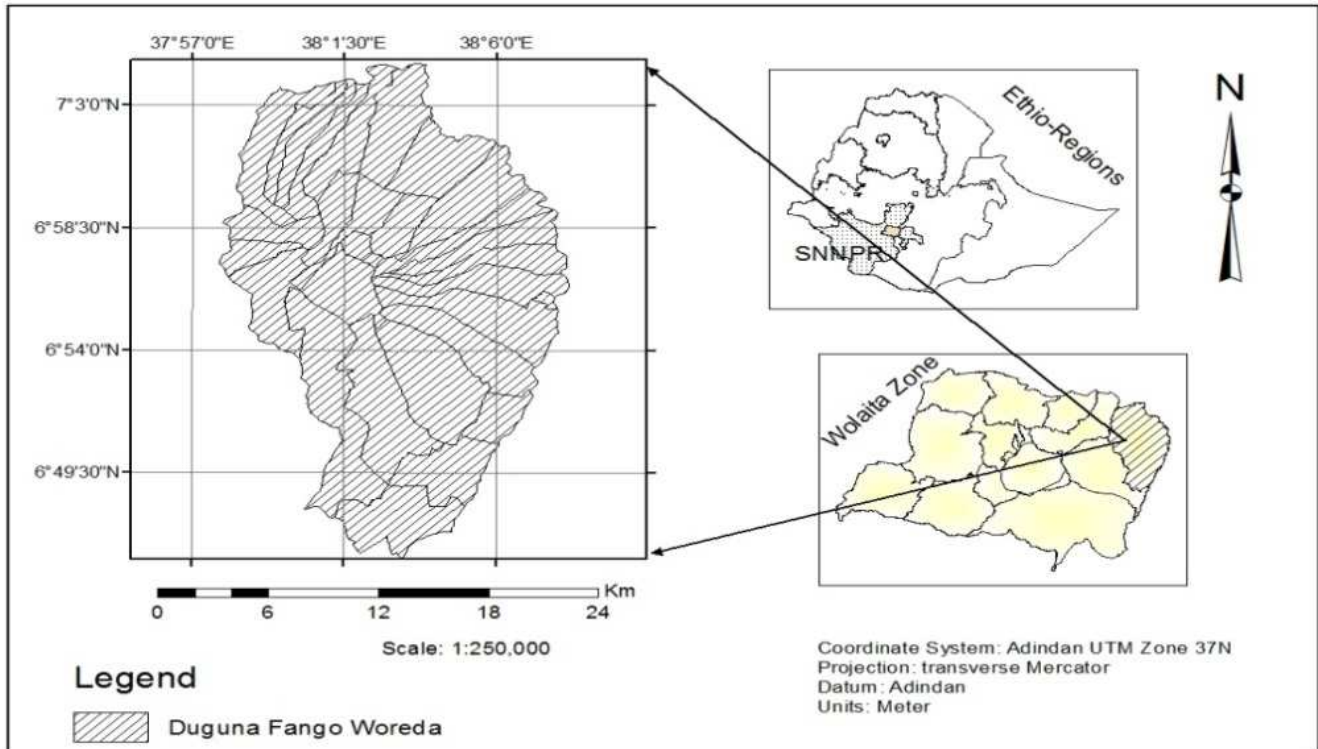 37°57'0"E 38°1'30"E 38°6'0"E
7°3'0"N
6°58'30"N
6°54'0"N
6°49'30"N
Ethio-Regions
SNNPR
N
Wolaita Zone
0 6 12 18 24 Km
Scale: 1:250,000
Legend
Duguna Fango Woreda
Coordinate System: Adindan UTM Zone 37N
Projection: transverse Mercator
Datum: Adindan
Units: Meter